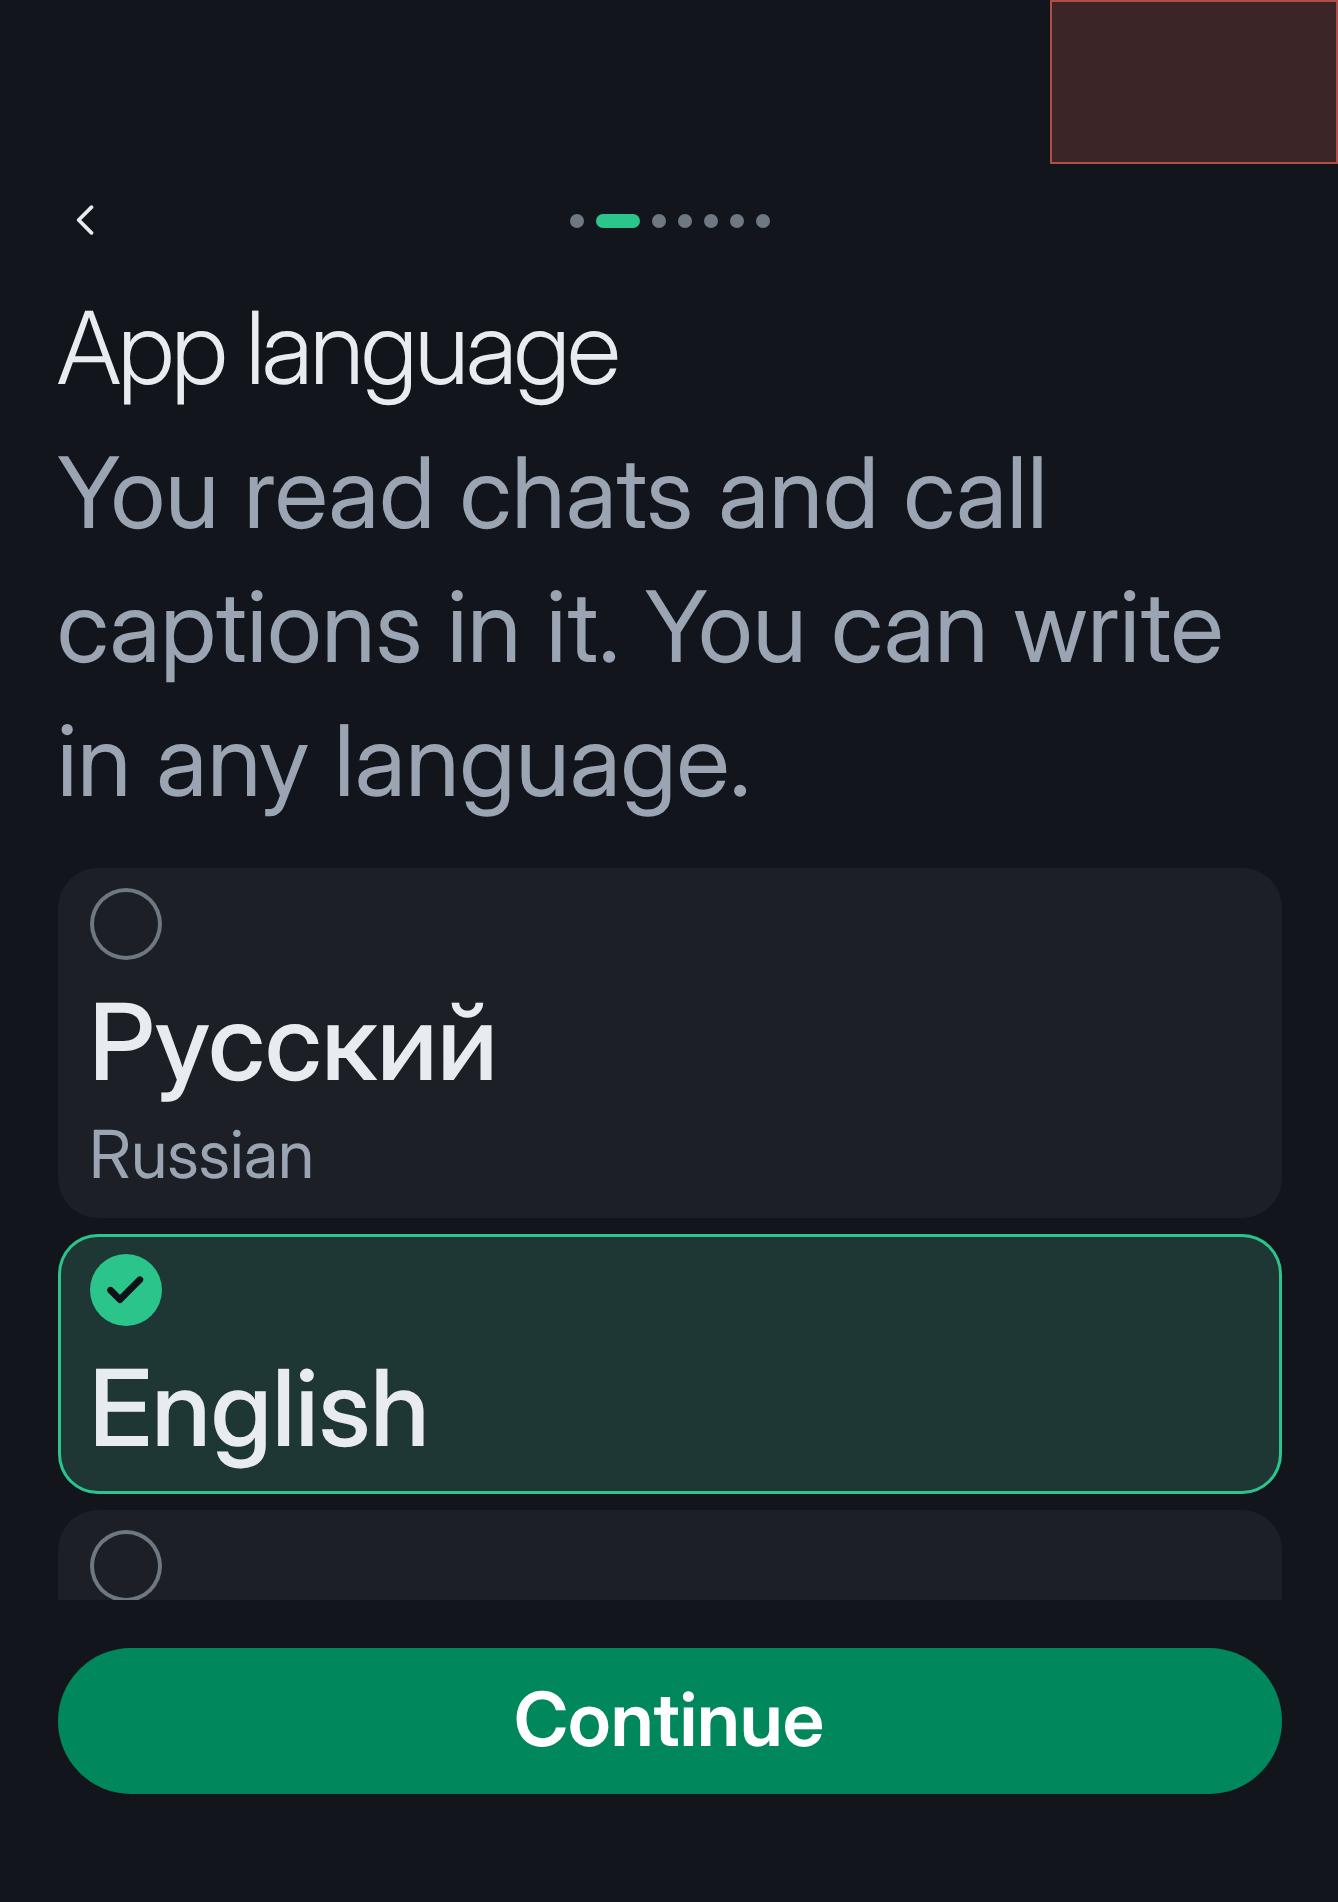 App language
You read chats and call
captions in it. You can write
in any language.
Русский
Russian
English
Continue